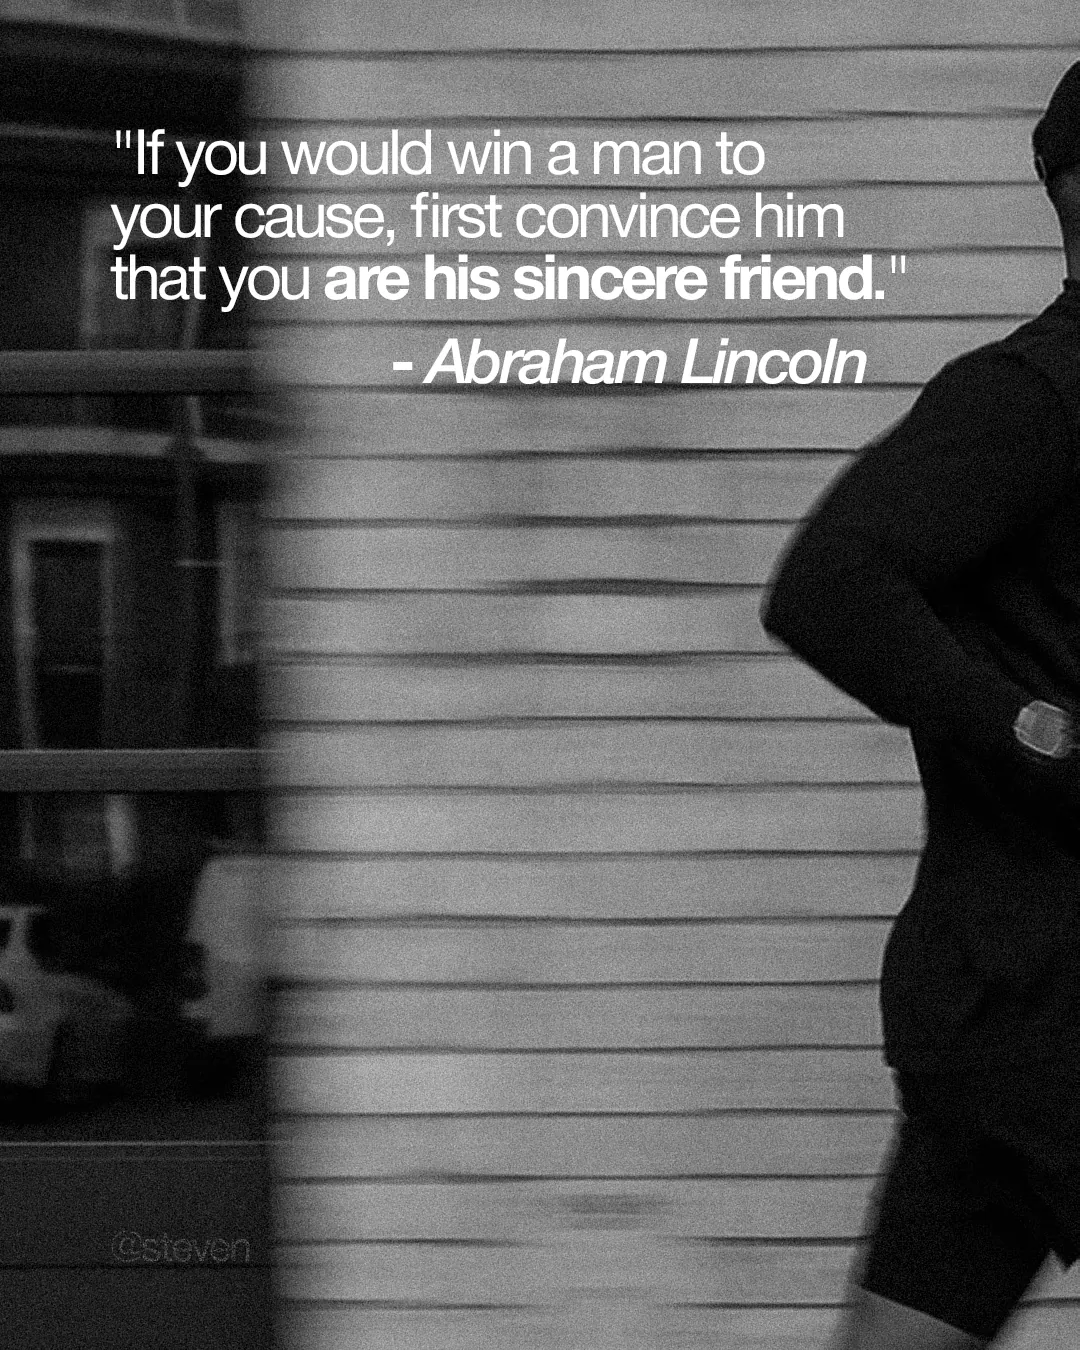 "If you would win a man to
your cause, first convince him
that you are his sincere friend."
- Abraham Lincoln
@steven